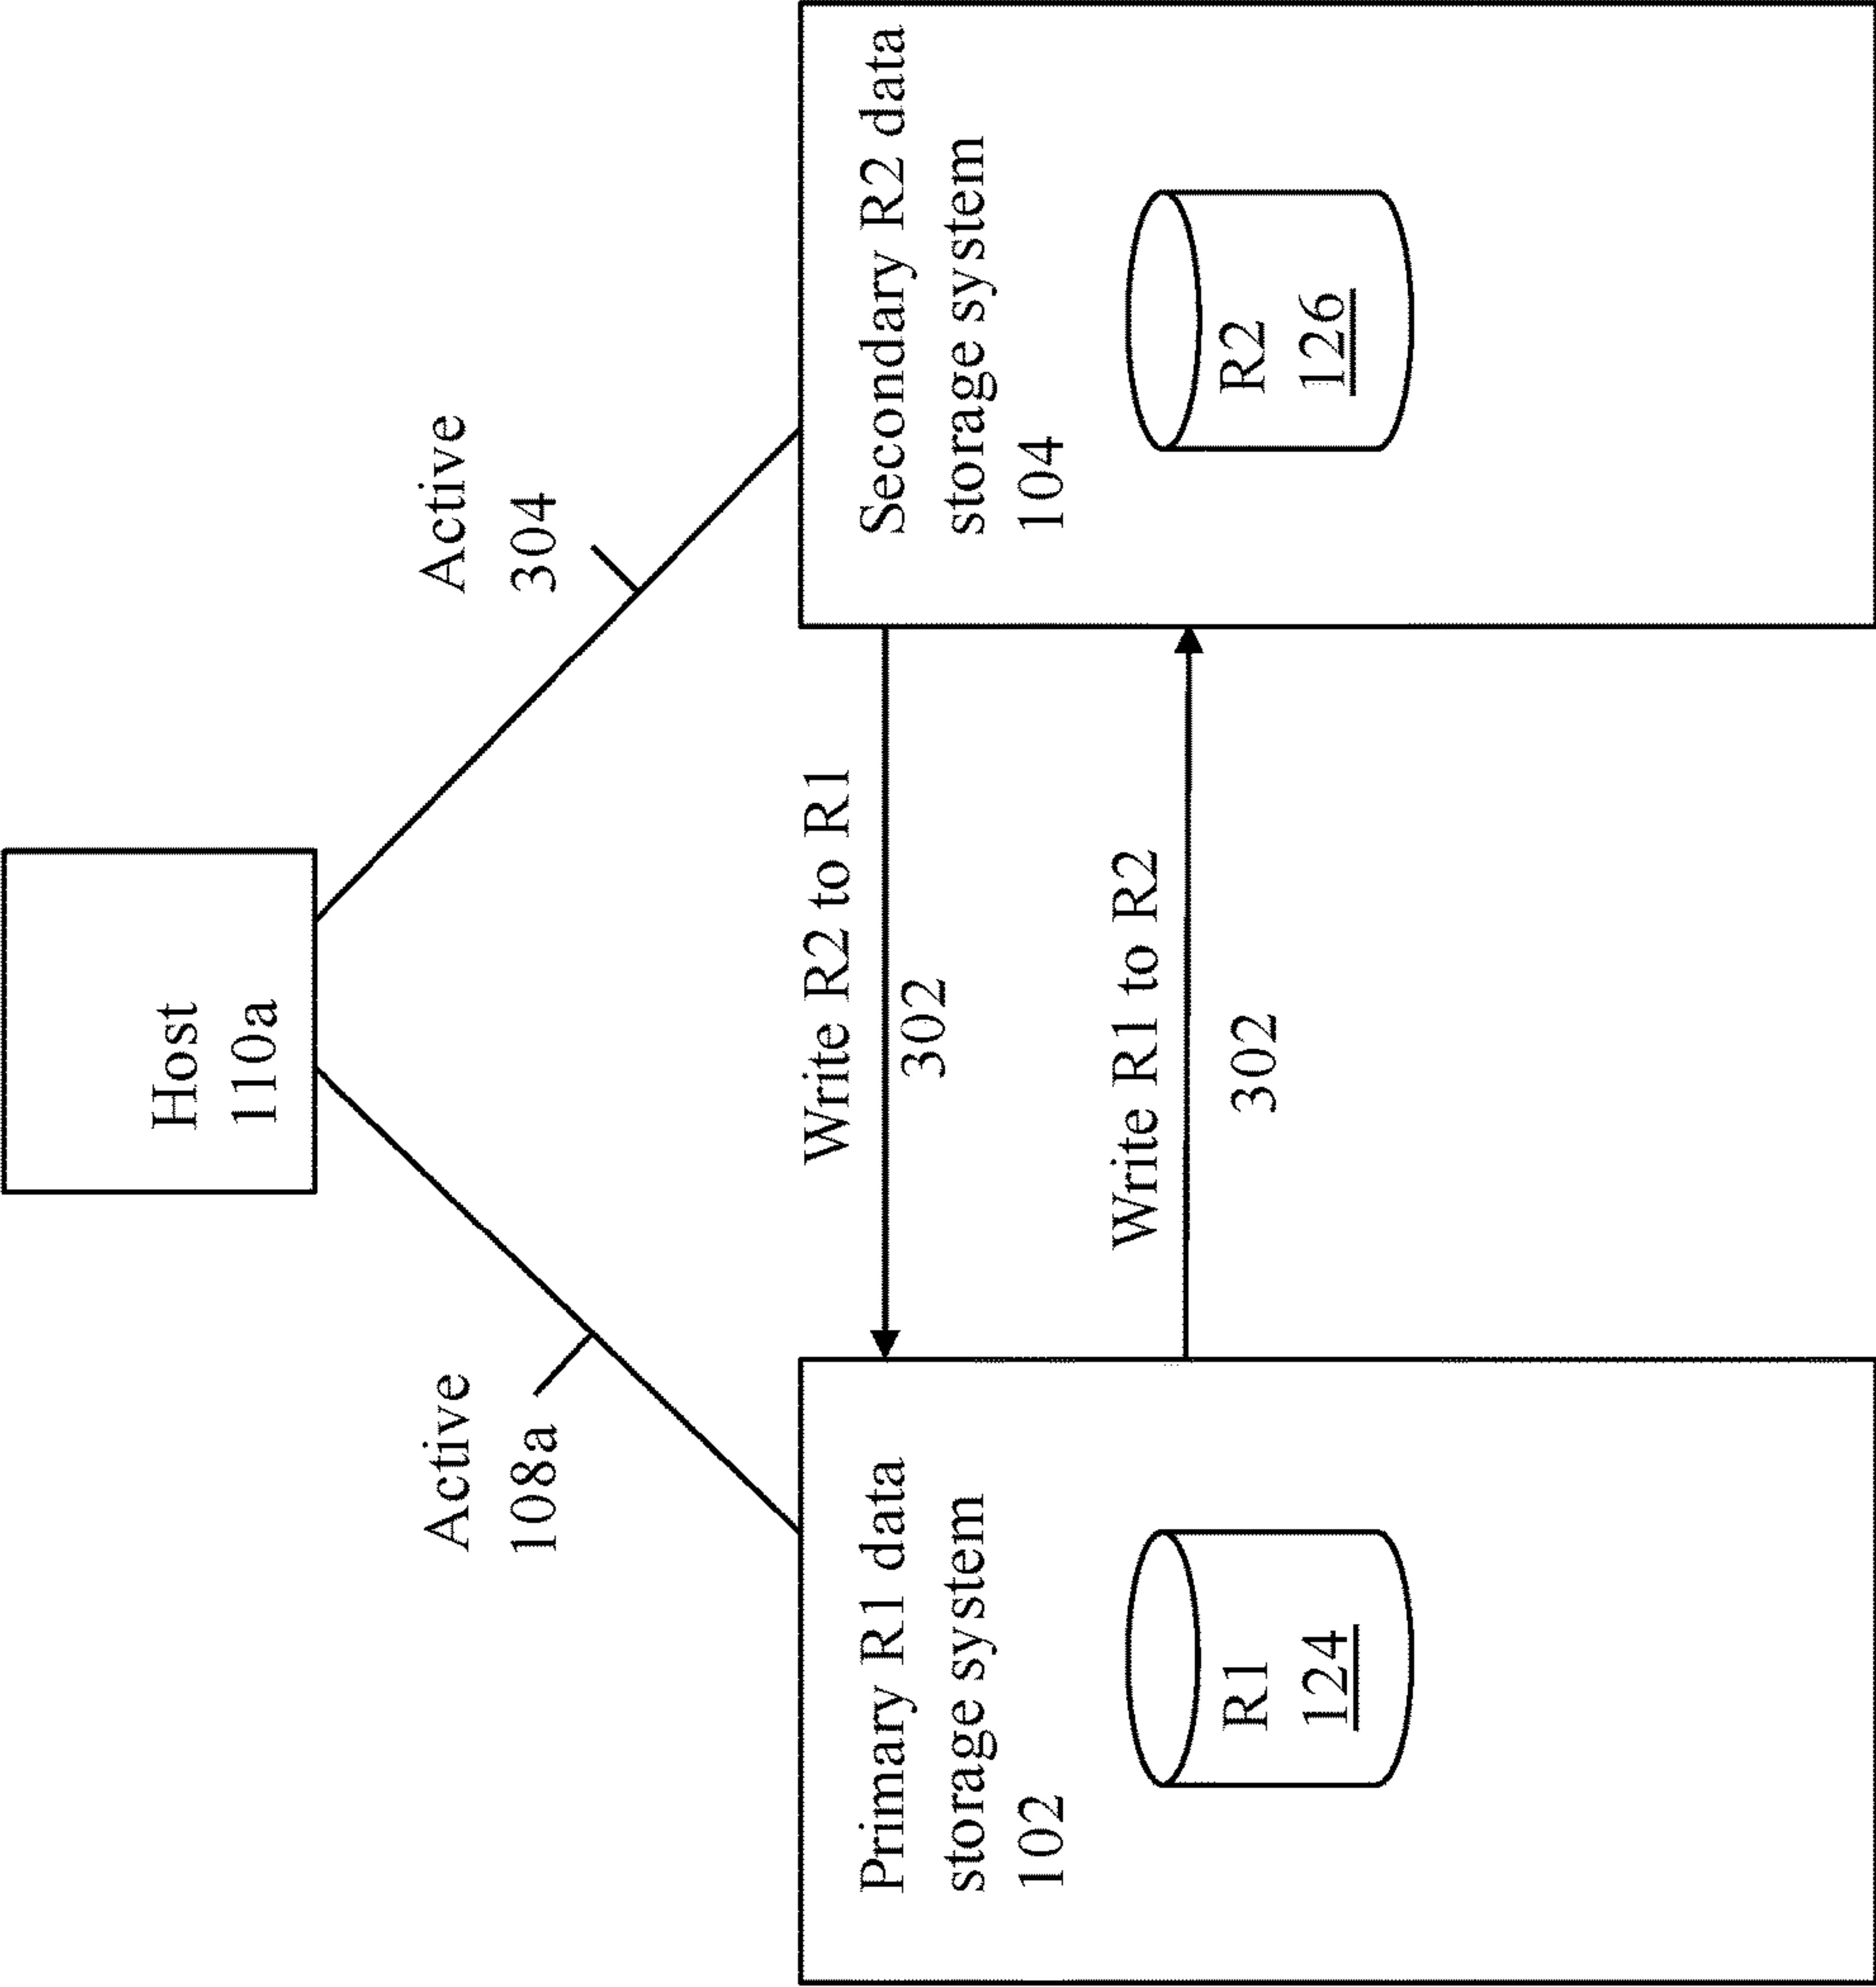 Host
110a
Active
108a
Active
304
Primary R1 data
storage system
102
R1
124
Write R2 to R1
302
Write R1 to R2
302
Secondary R2 data
storage system
104
R2
126